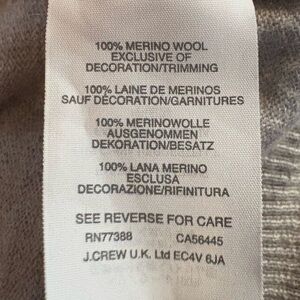 100% MERINO WOOL
EXCLUSIVE OF
DECORATION/TRIMMING
100% LAINE DE MERINOS
SAUF DÉCORATION/GARNITURES
100% MERINOWOLLE
AUSGENOMMEN
DEKORATION/BESATZ
100% LANA MERINO
ESCLUSA
DECORAZIONE/RIFINITURA
SEE REVERSE FOR CARE
RN77388 CA56445
J.CREW U.K. Ltd EC4V 6JA